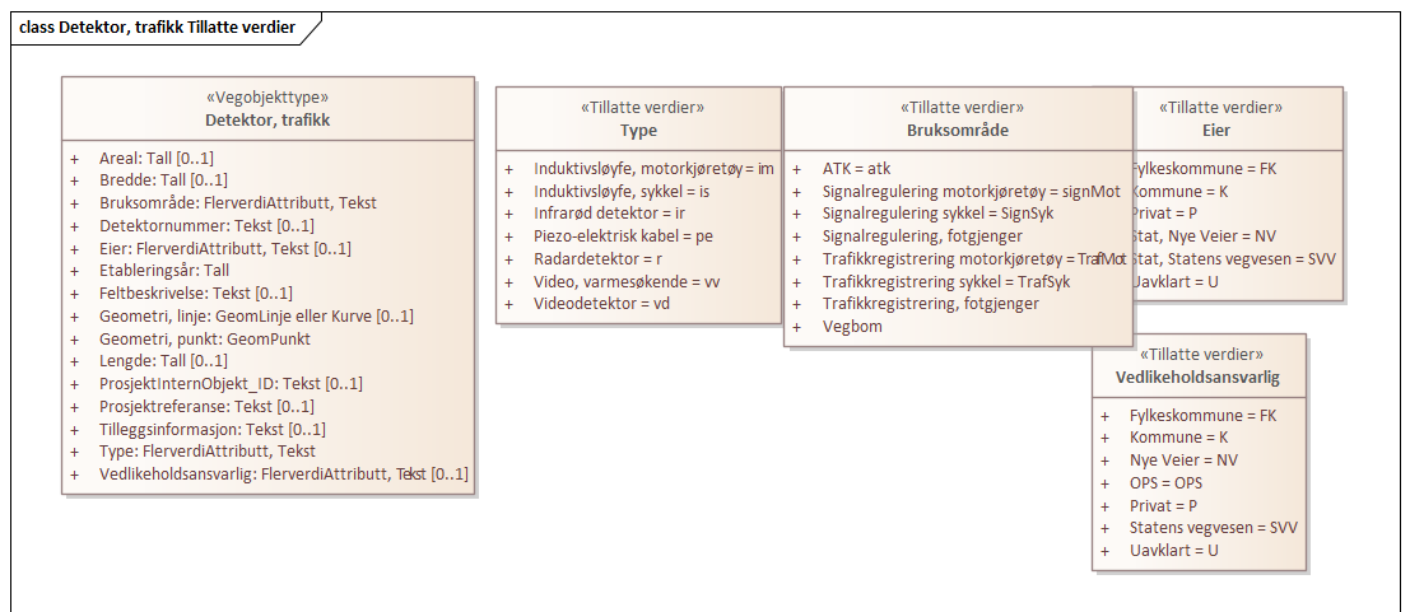 class Detektor, trafikk Tillatte verdier
«Vegobjekttype»
Detektor, trafikk
+ Areal: Tall [0..1]
+ Bredde: Tall [0..1]
+ Bruksområde: FlerverdiAttributt, Tekst
+ Detektornummer: Tekst [0..1]
+ Eier: FlerverdiAttributt, Tekst [0..1]
+ Etableringsår: Tall
+ Feltbeskrivelse: Tekst [0..1]
+ Geometri, linje: GeomLinje eller Kurve [0..1]
+ Geometri, punkt: GeomPunkt
+ Lengde: Tall [0..1]
+ ProsjektInternObjekt_ID: Tekst [0..1]
+ Prosjektreferanse: Tekst [0..1]
+ Tilleggsinformasjon: Tekst [0..1]
+ Type: FlerverdiAttributt, Tekst
+ Vedlikeholdsansvarlig: FlerverdiAttributt, Tekst [0..1]
«Tillatte verdier»
Type
+ Induktivsløyfe, motorkjøretøy = im
+ Induktivsløyfe, sykkel = is
+ Infrarød detektor = ir
+ Piezo-elektrisk kabel = pe
+ Radardetektor = r
+ Video, varmesøkende = vv
+ Videodetektor = vd
«Tillatte verdier»
Bruksområde
+ ATK = atk
+ Signalregulering motorkjøretøy = signMot
+ Signalregulering sykkel = SignSyk
+ Signalregulering, fotgjenger
+ Trafikkregistrering motorkjøretøy = TrafMot
+ Trafikkregistrering sykkel = TrafSyk
+ Trafikkregistrering, fotgjenger
+ Vegbom
«Tillatte verdier»
Eier
Fylkeskommune = FK
Kommune = K
Privat = P
Stat, Nye Veier = NV
Stat, Statens vegvesen = SVV
Uavklart = U
«Tillatte verdier»
Vedlikeholdsansvarlig
+ Fylkeskommune = FK
+ Kommune = K
+ Nye Veier = NV
+ OPS = OPS
+ Privat = P
+ Statens vegvesen = SVV
+ Uavklart = U